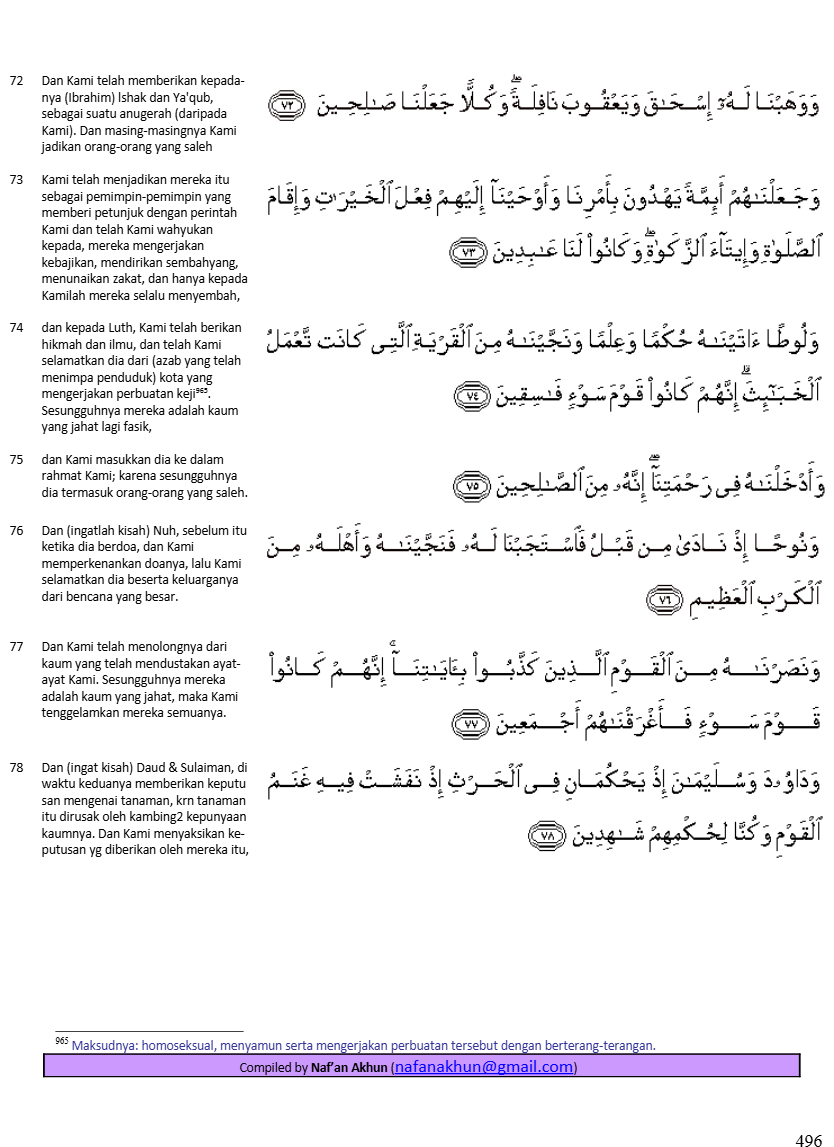 72 Dan Kami telah memberikan kepada-
nya (Ibrahim) lshak dan Ya'qub,
sebagai suatu anugerah (daripada
Kami). Dan masing-masingnya Kami
jadikan orang-orang yang saleh
وَوَهَبْنَا لَهُۥٓ إِسْحَٰقَ وَيَعْقُوبَ نَافِلَةًۖ وَكُلًّا جَعَلْنَا صَٰلِحِينَ ٧٢
73 Kami telah menjadikan mereka itu
sebagai pemimpin-pemimpin yang
memberi petunjuk dengan perintah
Kami dan telah Kami wahyukan
kepada, mereka mengerjakan
kebajikan, mendirikan sembahyang,
menunaikan zakat, dan hanya kepada
Kamilah mereka selalu menyembah,
وَجَعَلْنَٰهُمْ أَئِمَّةً يَهْدُونَ بِأَمْرِنَا وَأَوْحَيْنَآ إِلَيْهِمْ فِعْلَ ٱلْخَيْرَٰتِ وَإِقَامَ
ٱلصَّلَوٰةِ وَإِيتَآءَ ٱلزَّكَوٰةِۖ وَكَانُوا۟ لَنَا عَٰبِدِينَ ٧٣
74 dan kepada Luth, Kami telah berikan
hikmah dan ilmu, dan telah Kami
selamatkan dia dari (azab yang telah
menimpa penduduk) kota yang
mengerjakan perbuatan keji⁹⁶⁵.
Sesungguhnya mereka adalah kaum
yang jahat lagi fasik,
وَلُوطًا ءَاتَيْنَٰهُ حُكْمًا وَعِلْمًا وَنَجَّيْنَٰهُ مِنَ ٱلْقَرْيَةِ ٱلَّتِى كَانَت تَّعْمَلُ
ٱلْخَبَٰٓئِثَۗ إِنَّهُمْ كَانُوا۟ قَوْمَ سَوْءٍ فَٰسِقِينَ ٧٤
75 dan Kami masukkan dia ke dalam
rahmat Kami; karena sesungguhnya
dia termasuk orang-orang yang saleh.
وَأَدْخَلْنَٰهُ فِى رَحْمَتِنَآۖ إِنَّهُۥ مِنَ ٱلصَّٰلِحِينَ ٧٥
76 Dan (ingatlah kisah) Nuh, sebelum itu
ketika dia berdoa, dan Kami
memperkenankan doanya, lalu Kami
selamatkan dia beserta keluarganya
dari bencana yang besar.
وَنُوحًا إِذْ نَادَىٰ مِن قَبْلُ فَٱسْتَجَبْنَا لَهُۥ فَنَجَّيْنَٰهُ وَأَهْلَهُۥ مِنَ
ٱلْكَرْبِ ٱلْعَظِيمِ ٧٦
77 Dan Kami telah menolongnya dari
kaum yang telah mendustakan ayat-
ayat Kami. Sesungguhnya mereka
adalah kaum yang jahat, maka Kami
tenggelamkan mereka semuanya.
وَنَصَرْنَٰهُ مِنَ ٱلْقَوْمِ ٱلَّذِينَ كَذَّبُوا۟ بِـَٔايَٰتِنَآۚ إِنَّهُمْ كَانُوا۟
قَوْمَ سَوْءٍ فَأَغْرَقْنَٰهُمْ أَجْمَعِينَ ٧٧
78 Dan (ingat kisah) Daud & Sulaiman, di
waktu keduanya memberikan keputu
san mengenai tanaman, krn tanaman
itu dirusak oleh kambing2 kepunyaan
kaumnya. Dan Kami menyaksikan ke-
putusan yg diberikan oleh mereka itu,
وَدَاوُۥدَ وَسُلَيْمَٰنَ إِذْ يَحْكُمَانِ فِى ٱلْحَرْثِ إِذْ نَفَشَتْ فِيهِ غَنَمُ
ٱلْقَوْمِ وَكُنَّا لِحُكْمِهِمْ شَٰهِدِينَ ٧٨
965 Maksudnya: homoseksual, menyamun serta mengerjakan perbuatan tersebut dengan berterang-terangan.
Compiled by Naf’an Akhun (nafanakhun@gmail.com)
496